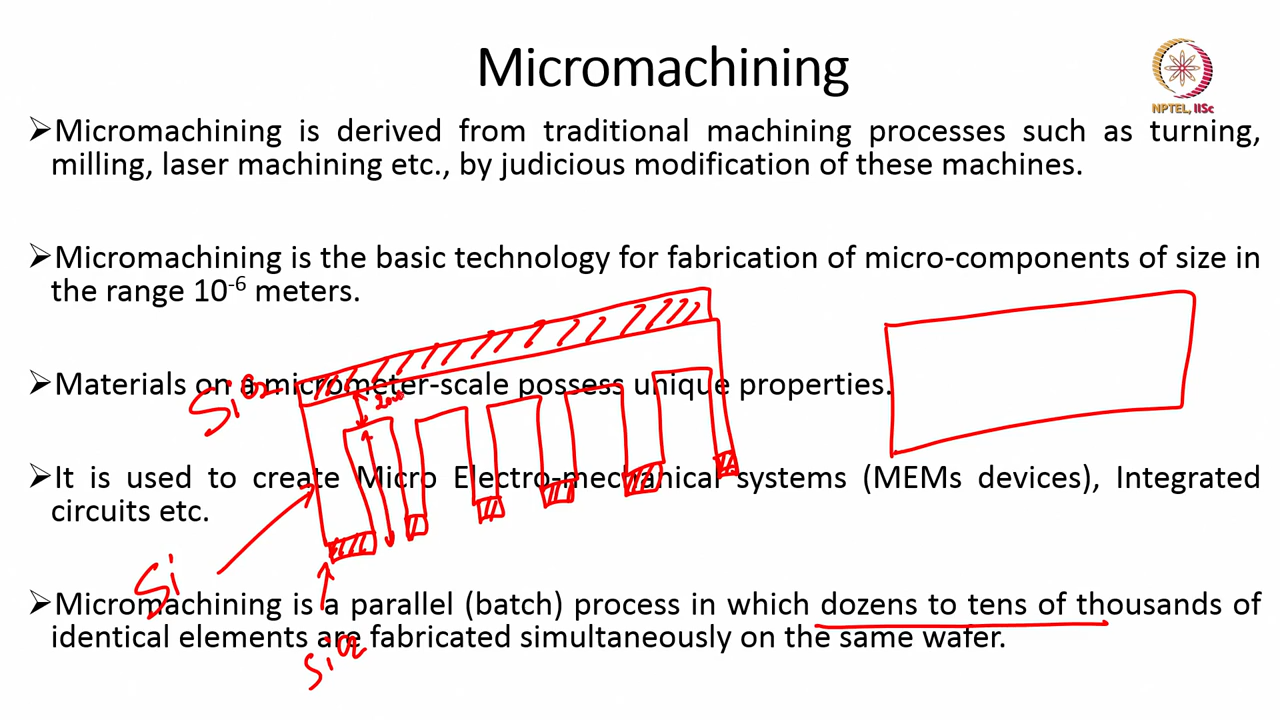 Micromachining
NPTEL, IISc
➢Micromachining is derived from traditional machining processes such as turning,
milling, laser machining etc., by judicious modification of these machines.
➢Micromachining is the basic technology for fabrication of micro-components of size in
the range 10⁻⁶ meters.
➢Materials on a micrometer-scale possess unique properties.
SiO2
➢It is used to create Micro Electro-mechanical systems (MEMs devices), Integrated
circuits etc.
Si
➢Micromachining is a parallel (batch) process in which dozens to tens of thousands of
identical elements are fabricated simultaneously on the same wafer.
SiO2